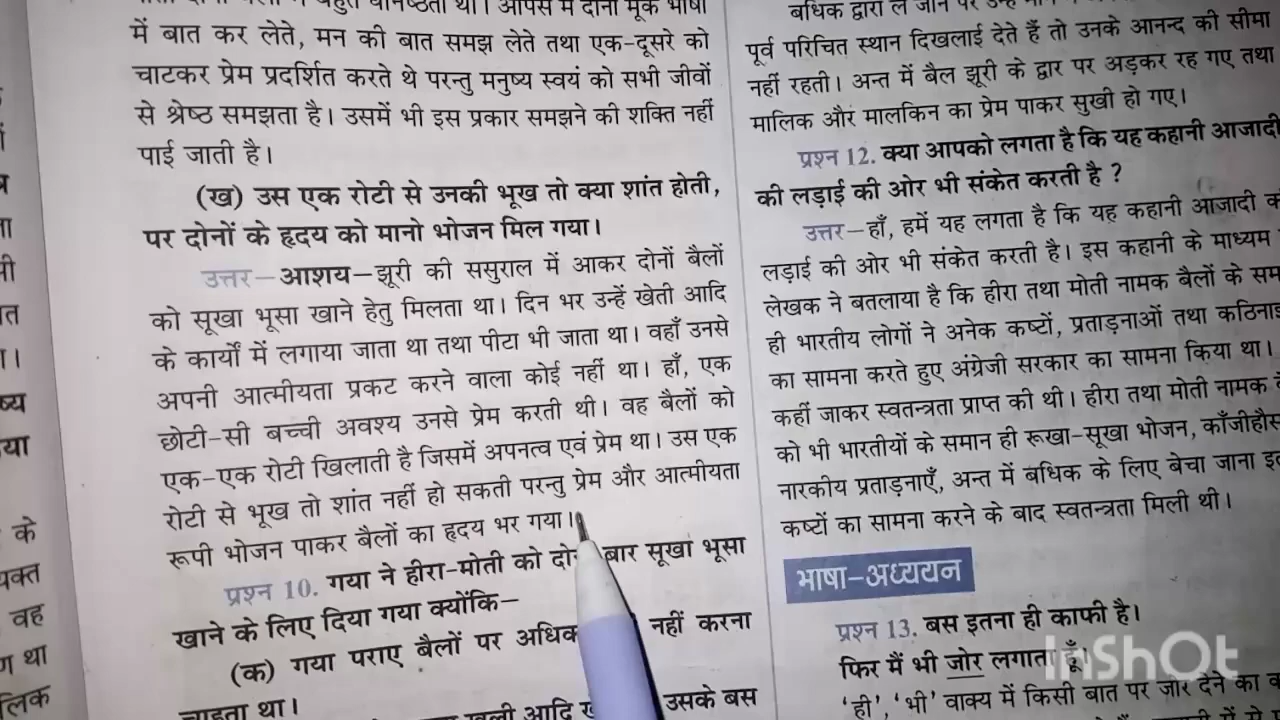 में बात कर लेते, मन की बात समझ लेते तथा एक-दूसरे को
चाटकर प्रेम प्रदर्शित करते थे परन्तु मनुष्य स्वयं को सभी जीवों
से श्रेष्ठ समझता है। उसमें भी इस प्रकार समझने की शक्ति नहीं
पाई जाती है।
(ख) उस एक रोटी से उनकी भूख तो क्या शांत होती,
पर दोनों के हृदय को मानो भोजन मिल गया।
उत्तर–आशय–झूरी की ससुराल में आकर दोनों बैलों
को सूखा भूसा खाने हेतु मिलता था। दिन भर उन्हें खेती आदि
के कार्यों में लगाया जाता था तथा पीटा भी जाता था। वहाँ उनसे
अपनी आत्मीयता प्रकट करने वाला कोई नहीं था। हाँ, एक
छोटी-सी बच्ची अवश्य उनसे प्रेम करती थी। वह बैलों को
एक-एक रोटी खिलाती है जिसमें अपनत्व एवं प्रेम था। उस एक
रोटी से भूख तो शांत नहीं हो सकती परन्तु प्रेम और आत्मीयता
रूपी भोजन पाकर बैलों का हृदय भर गया।
प्रश्न 10. गया ने हीरा-मोती को बार सूखा भूसा
खाने के लिए दिया गया क्योंकि–
(क) गया पराए बैलों पर अधिक नहीं करना
चाहता था।
आदि उसके बस
बधिक द्वारा ले जाने पर
पूर्व परिचित स्थान दिखलाई देते हैं तो उनके आनन्द की सीमा
नहीं रहती। अन्त में बैल झूरी के द्वार पर अड़कर रह गए तथा
मालिक और मालकिन का प्रेम पाकर सुखी हो गए।
प्रश्न 12. क्या आपको लगता है कि यह कहानी आजादी
की लड़ाई की ओर भी संकेत करती है ?
उत्तर–हाँ, हमें यह लगता है कि यह कहानी आजादी
लड़ाई की ओर भी संकेत करती है। इस कहानी के माध्यम
लेखक ने बतलाया है कि हीरा तथा मोती नामक बैलों के
ही भारतीय लोगों ने अनेक कष्टों, प्रताड़नाओं तथा
का सामना करते हुए अंग्रेजी सरकार का सामना किया था।
कहीं जाकर स्वतन्त्रता प्राप्त की थी। हीरा तथा मोती नामक
को भी भारतीयों के समान ही रूखा-सूखा भोजन,
नारकीय प्रताड़नाएँ, अन्त में बधिक के लिए बेचा जाना
कष्टों का सामना करने के बाद स्वतन्त्रता मिली थी।
भाषा-अध्ययन
प्रश्न 13. बस इतना ही काफी है।
फिर मैं भी जोर लगाता हूँ।
'ही', 'भी' वाक्य में किसी बात पर जोर देने का
InShOt